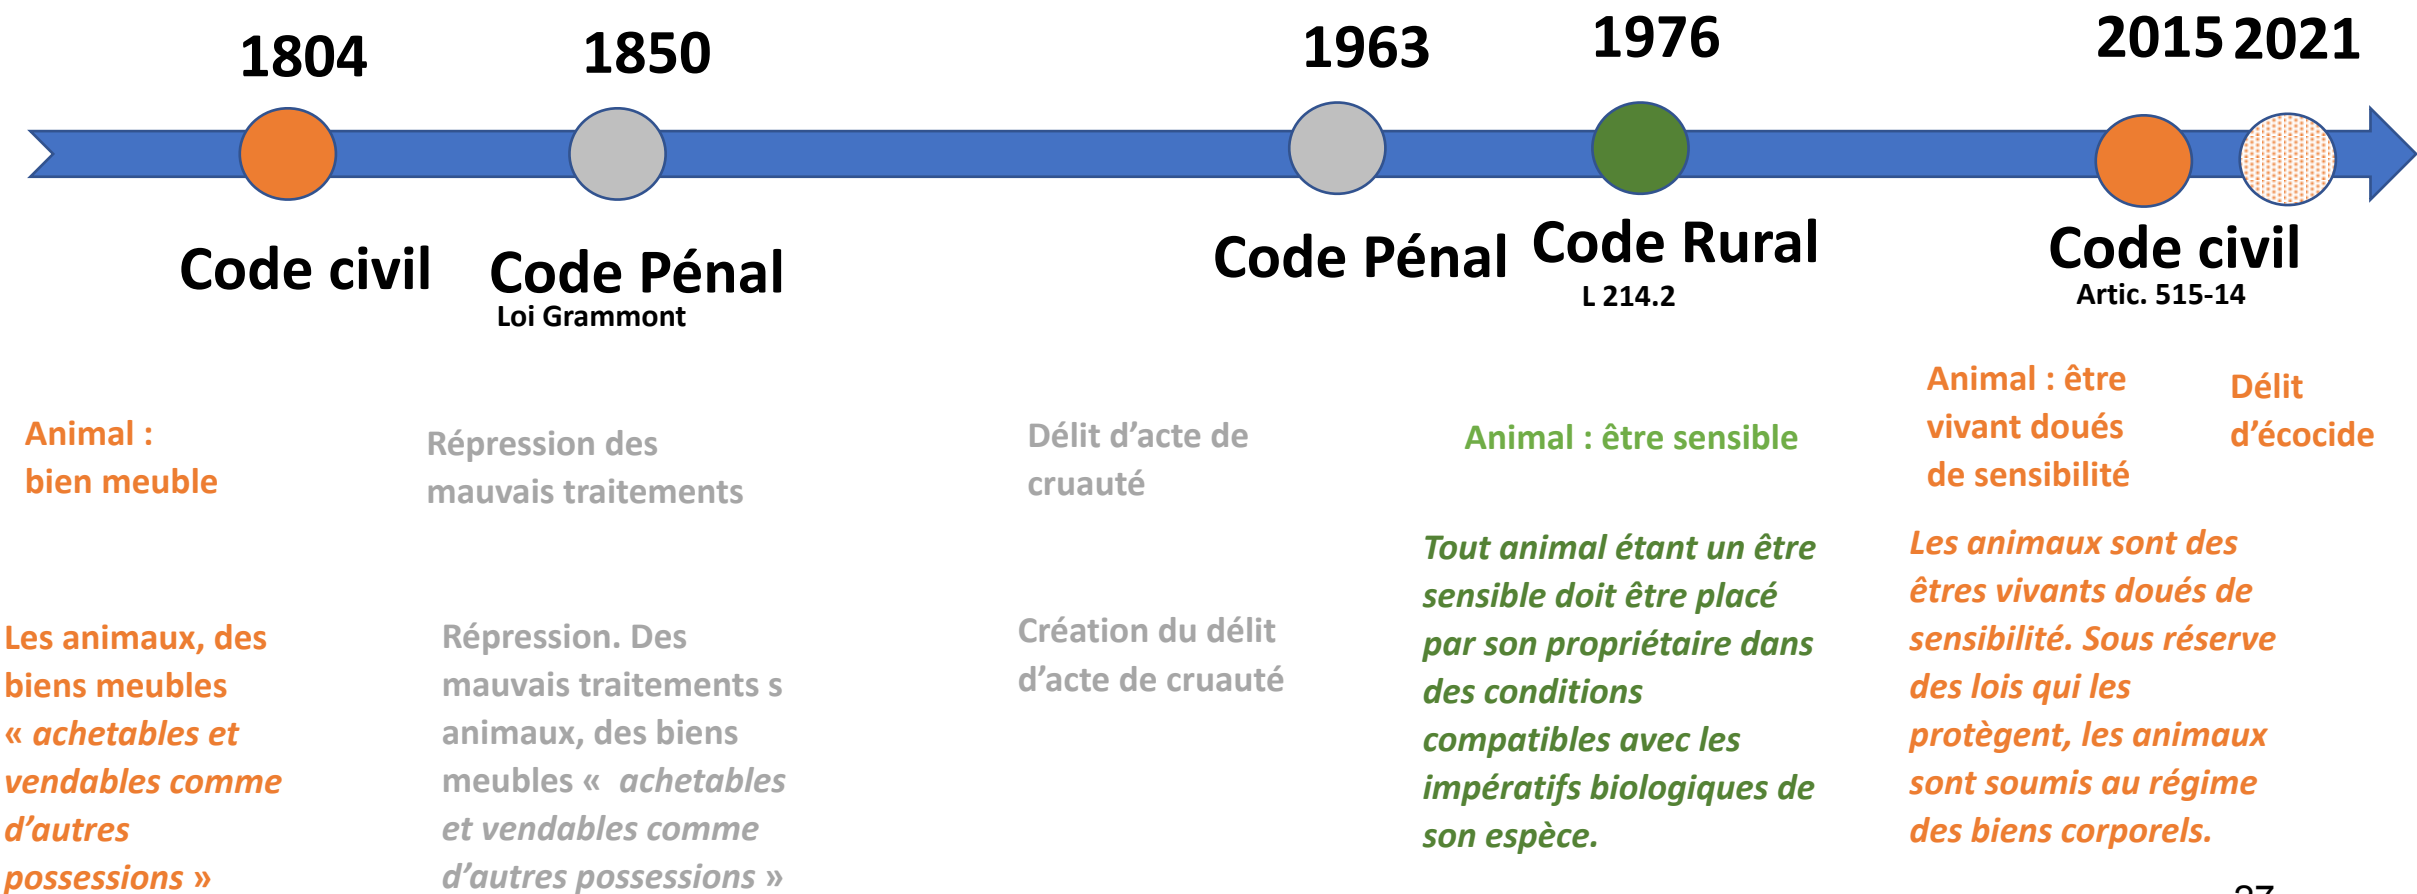 1804
1850
1963
1976
2015
2021
Code civil
Code Pénal
Loi Grammont
Code Pénal
Code Rural
L 214.2
Code civil
Artic. 515-14
Animal :
bien meuble
Répression des
mauvais traitements
Délit d’acte de
cruauté
Animal : être sensible
Animal : être
vivant doués
de sensibilité
Délit
d’écocide
Les animaux, des
biens meubles
« achetables et
vendables comme
d’autres
possessions »
Répression. Des
mauvais traitements s
animaux, des biens
meubles «  achetables
et vendables comme
d’autres possessions »
Création du délit
d’acte de cruauté
Tout animal étant un être
sensible doit être placé
par son propriétaire dans
des conditions
compatibles avec les
impératifs biologiques de
son espèce.
Les animaux sont des
êtres vivants doués de
sensibilité. Sous réserve
des lois qui les
protègent, les animaux
sont soumis au régime
des biens corporels.